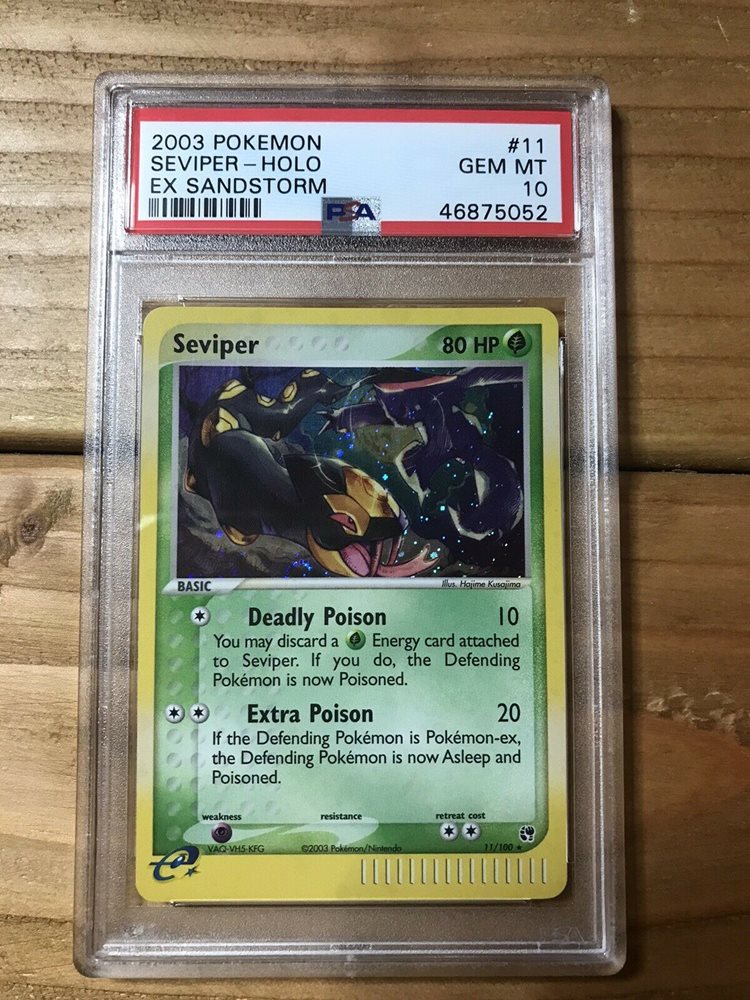 2003 POKEMON #11
SEVIPER - HOLO GEM MT
EX SANDSTORM 10
PSA 46875052
Seviper 80 HP
BASIC Illus. Hajime Kusajima
Deadly Poison 10
You may discard a Energy card attached
to Seviper. If you do, the Defending
Pokémon is now Poisoned.
Extra Poison 20
If the Defending Pokémon is Pokémon-ex,
the Defending Pokémon is now Asleep and
Poisoned.
weakness resistance retreat cost
VAQ-VH5-KFG ©2003 Pokémon/Nintendo 11/100 ★
e